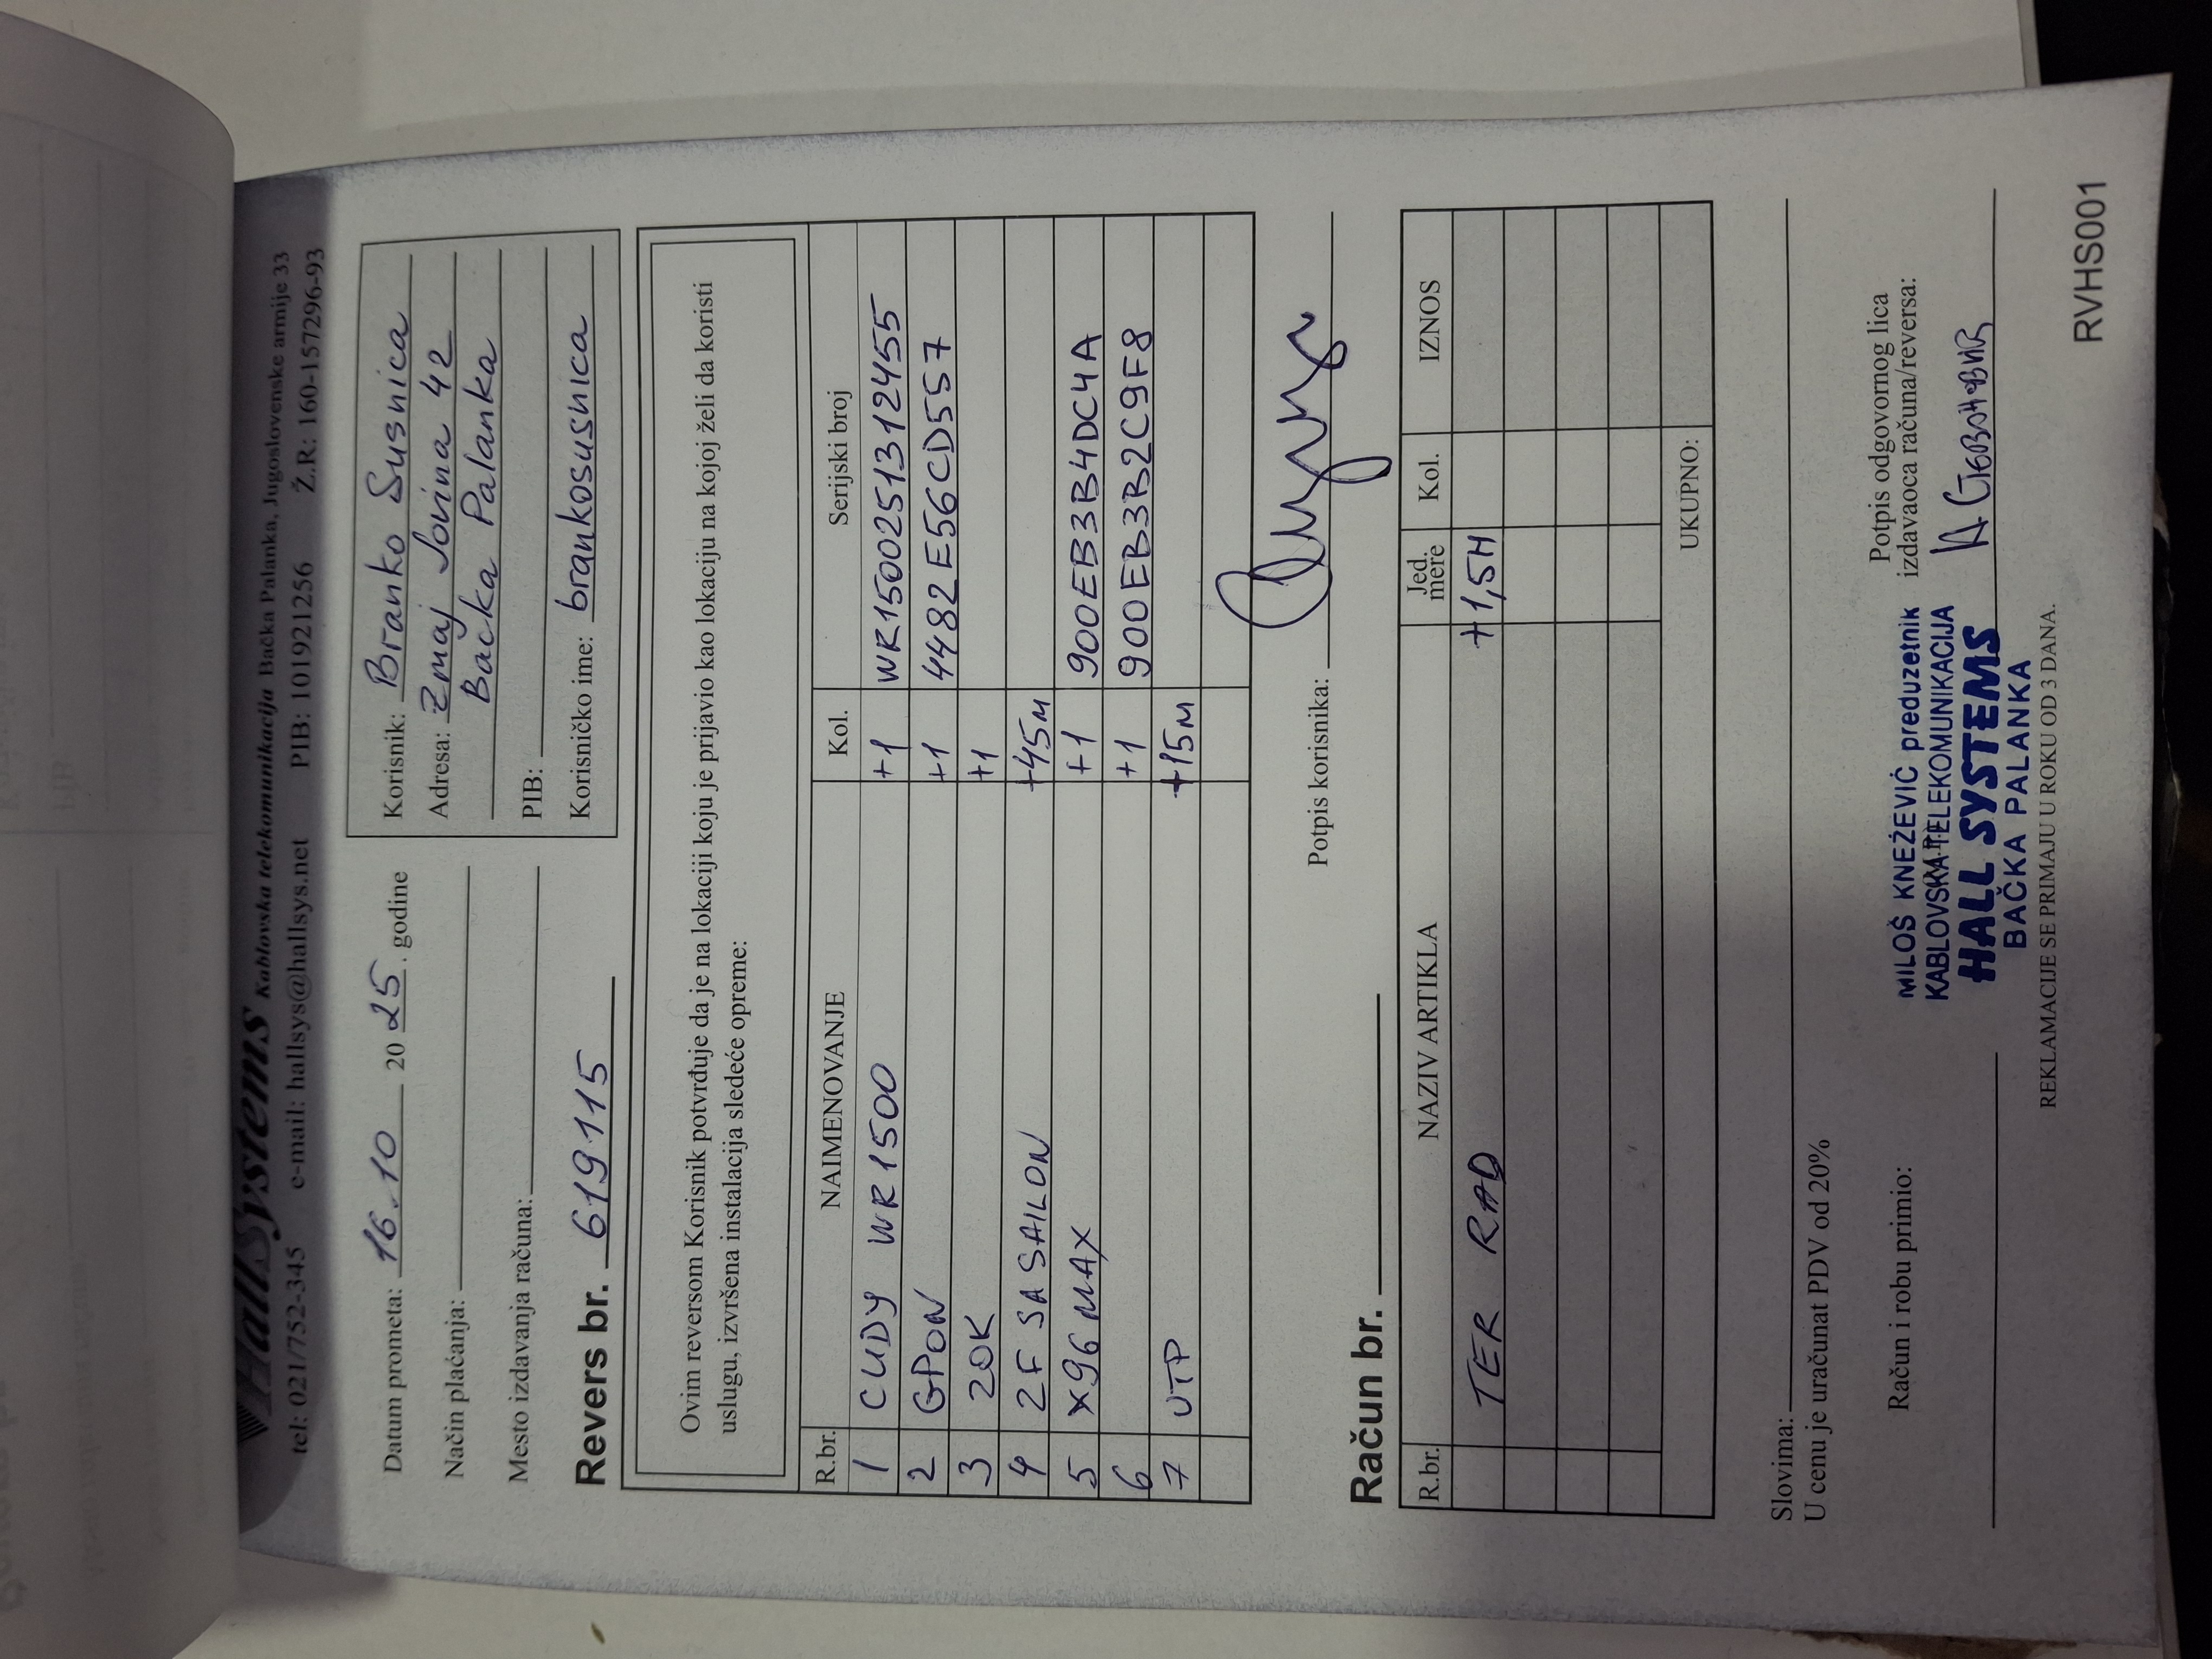 HallSystems Kablovska telekomunikacija Bačka Palanka, Jugoslovenske armije 33
tel: 021/752-345 e-mail: hallsys@hallsys.net PIB: 101921256 Ž.R: 160-157296-93
Datum prometa: 16.10 2025. godine
Način plaćanja:
Mesto izdavanja računa:
Revers br. 619115
Korisnik: Branko Susnica
Adresa: Zmaj Jovina 42
Backa Palanka
PIB:
Korisničko ime: brankosusnica
Ovim reversom Korisnik potvrđuje da je na lokaciji koju je prijavio kao lokaciju na kojoj želi da koristi
uslugu, izvršena instalacija sledeće opreme:
R.br. NAIMENOVANJE Kol. Serijski broj
1 CUDY WR1500 +1 WR1500251312455
2 GPON +1 4482E56CD557
3 ZOK +1
4 2F SA SAILON +45M
5 X96 MAX +1 900EB3B4DC4A
6 +1 900EB3B2C9F8
7 UTP +15M
Potpis korisnika:
Račun br.
R.br. NAZIV ARTIKLA Jed. mere Kol. IZNOS
TER RAD +1,5H
UKUPNO:
Slovima:
U cenu je uračunat PDV od 20%
Račun i robu primio:
MILOŠ KNEŽEVIĆ preduzetnik
KABLOVSKA TELEKOMUNIKACIJA
HALL SYSTEMS
BAČKA PALANKA
Potpis odgovornog lica
izdavaoca računa/reversa:
REKLAMACIJE SE PRIMAJU U ROKU OD 3 DANA.
RVHS001